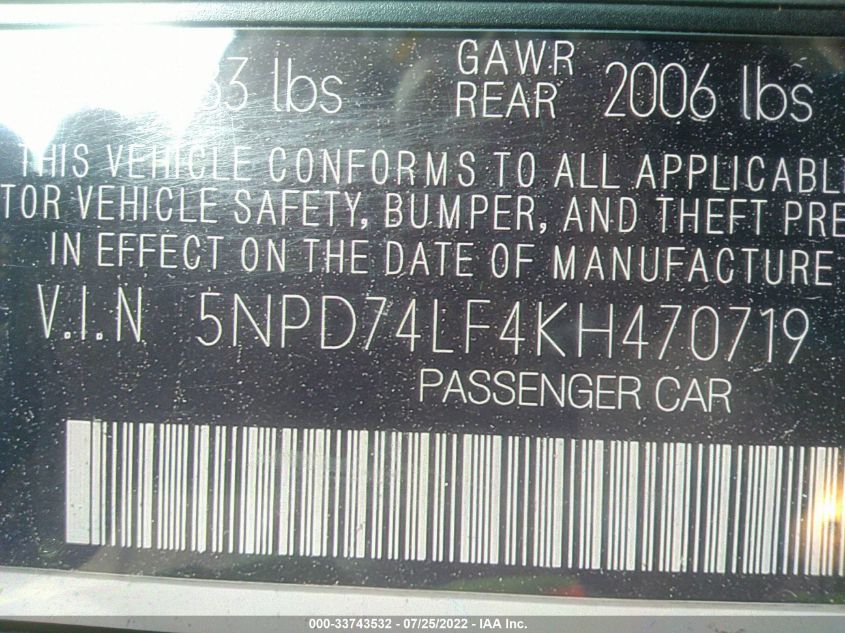 63 lbs GAWR REAR 2006 lbs
THIS VEHICLE CONFORMS TO ALL APPLICABL
TOR VEHICLE SAFETY, BUMPER, AND THEFT PRE
IN EFFECT ON THE DATE OF MANUFACTURE
V.I.N 5NPD74LF4KH470719
PASSENGER CAR
000-33743532 - 07/25/2022 - IAA Inc.